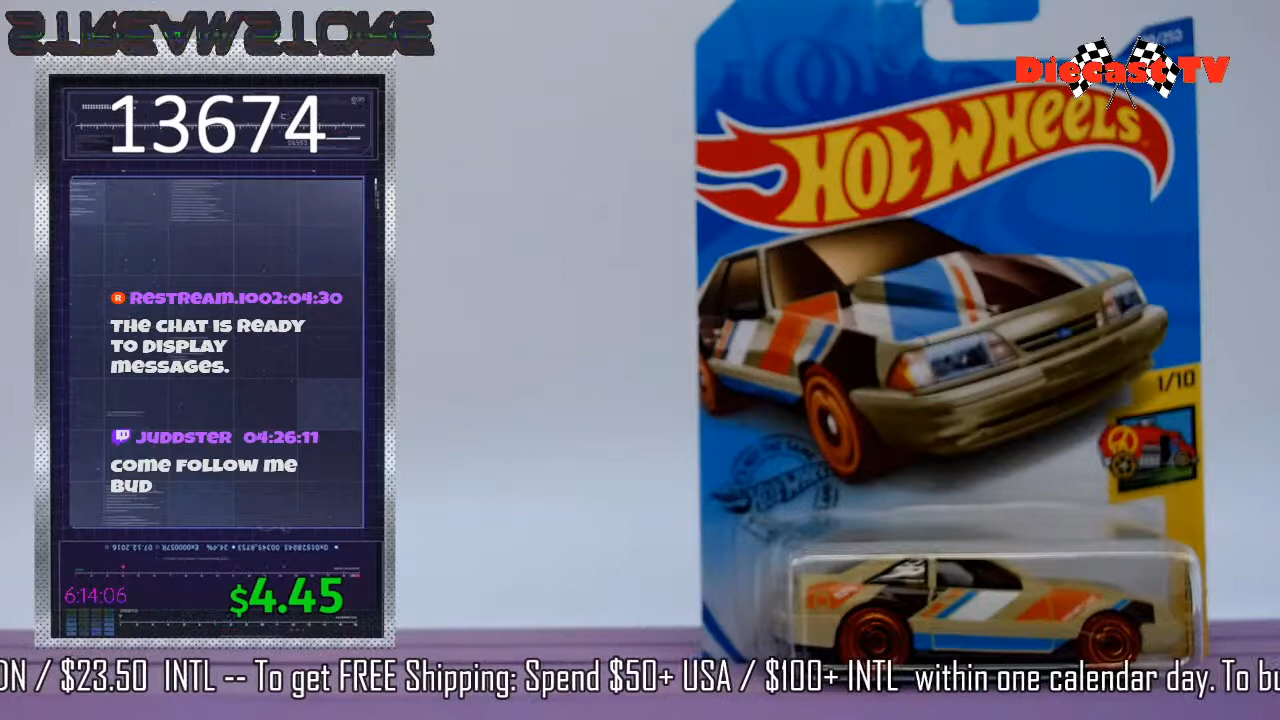 STREAMSTORE
Diecast TV
13674
HOT WHEELS
Restream.io 02:04:30
THE CHAT IS READY
TO DISPLAY
MESSAGES.
1/10
Juddster 04:26:11
COME FOLLOW ME
BUD
6:14:06
$4.45
ON / $23.50 INTL -- To get FREE Shipping: Spend $50+ USA / $100+ INTL within one calendar day. To bu